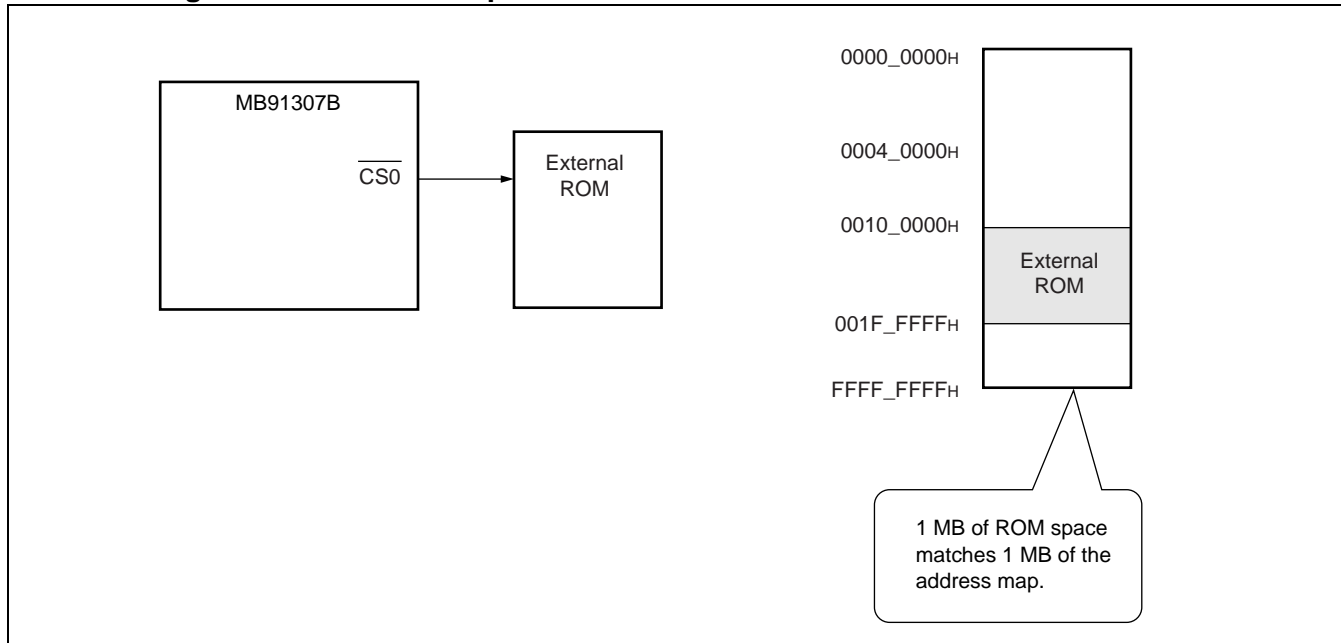 MB91307B
CS0
External
ROM
0000_0000H
0004_0000H
0010_0000H
001F_FFFFH
FFFF_FFFFH
External
ROM
1 MB of ROM space
matches 1 MB of the
address map.